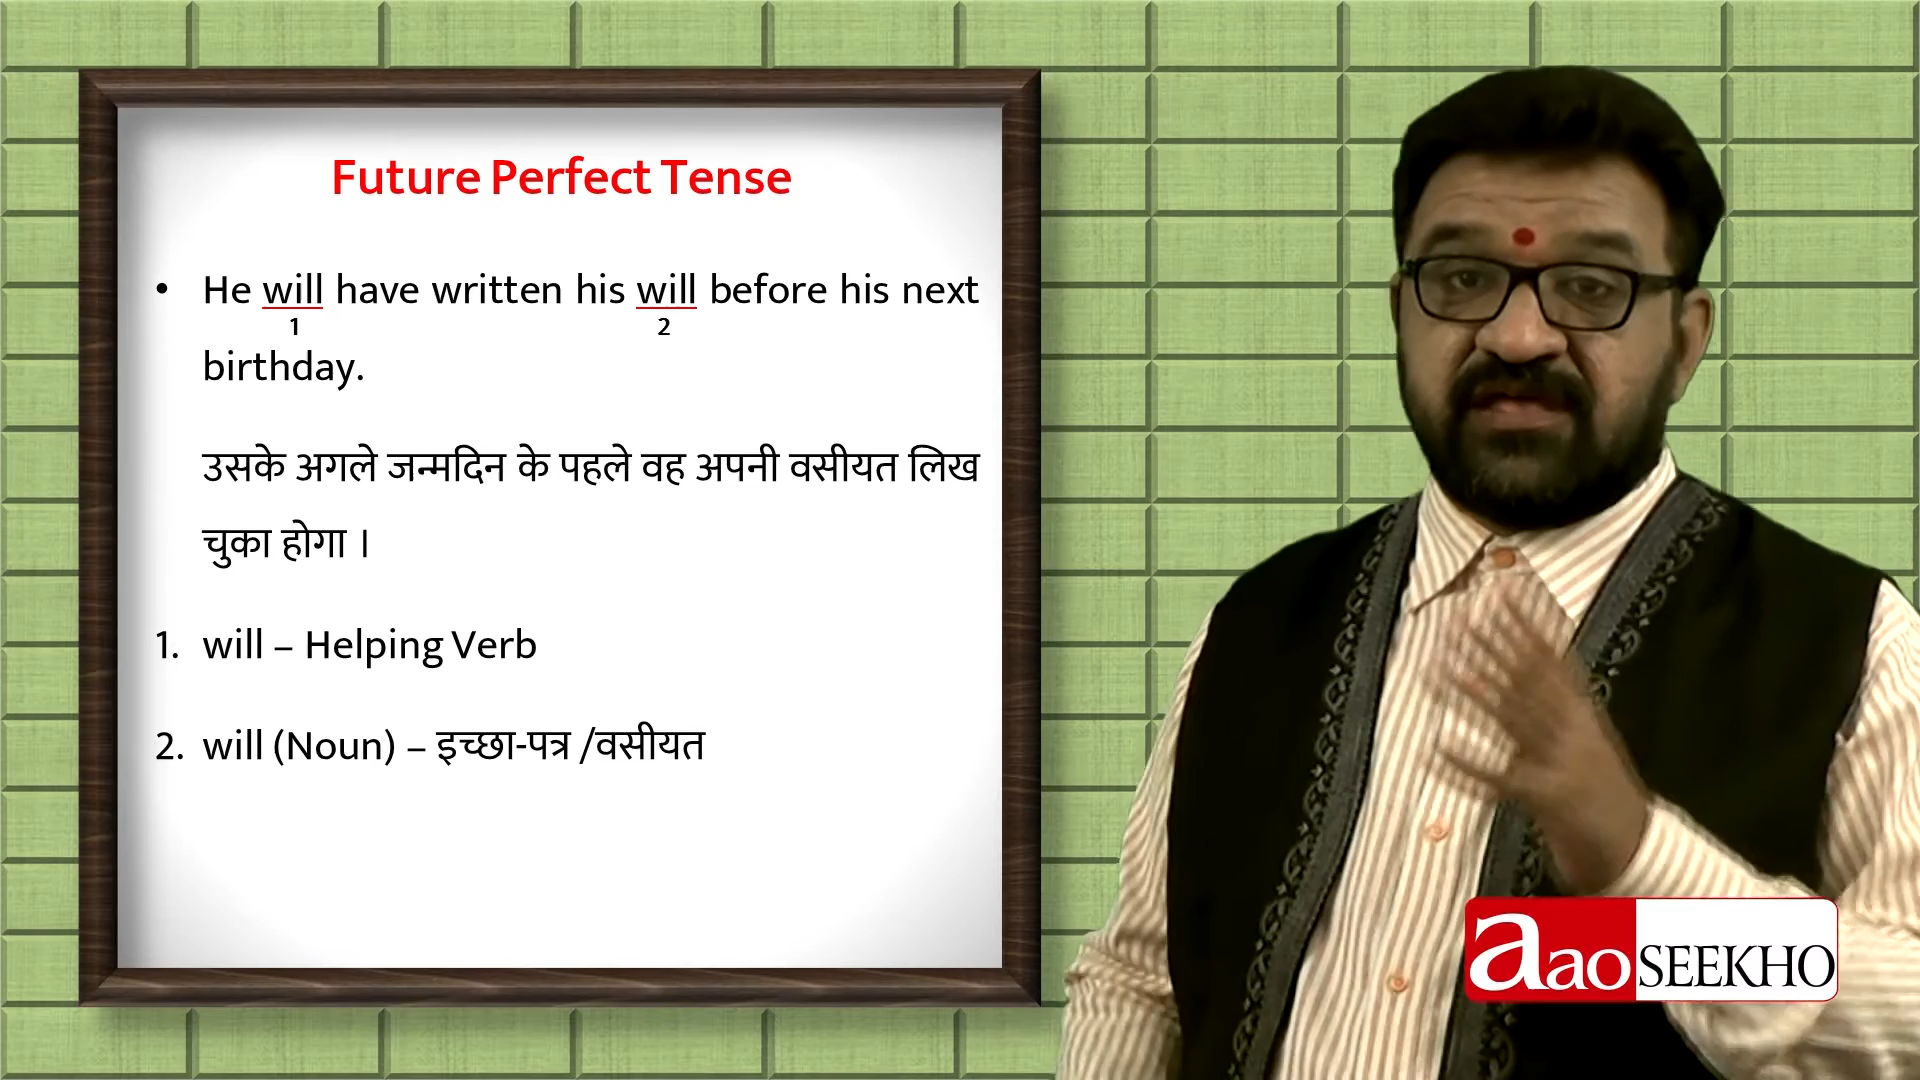 Future Perfect Tense
• He will have written his will before his next
1 2
birthday.
उसके अगले जन्मदिन के पहले वह अपनी वसीयत लिख
चुका होगा ।
1. will – Helping Verb
2. will (Noun) – इच्छा-पत्र /वसीयत
aao SEEKHO